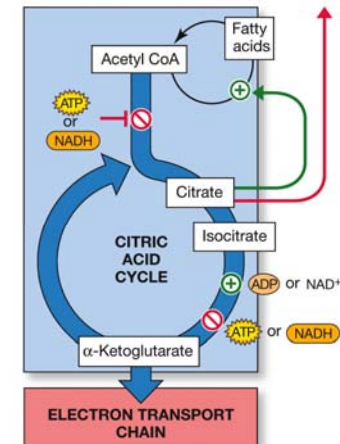 Fatty
acids
Acetyl CoA
ATP
or
NADH
Citrate
Isocitrate
CITRIC
ACID
CYCLE
ADP or NAD⁺
ATP or NADH
α-Ketoglutarate
ELECTRON TRANSPORT
CHAIN